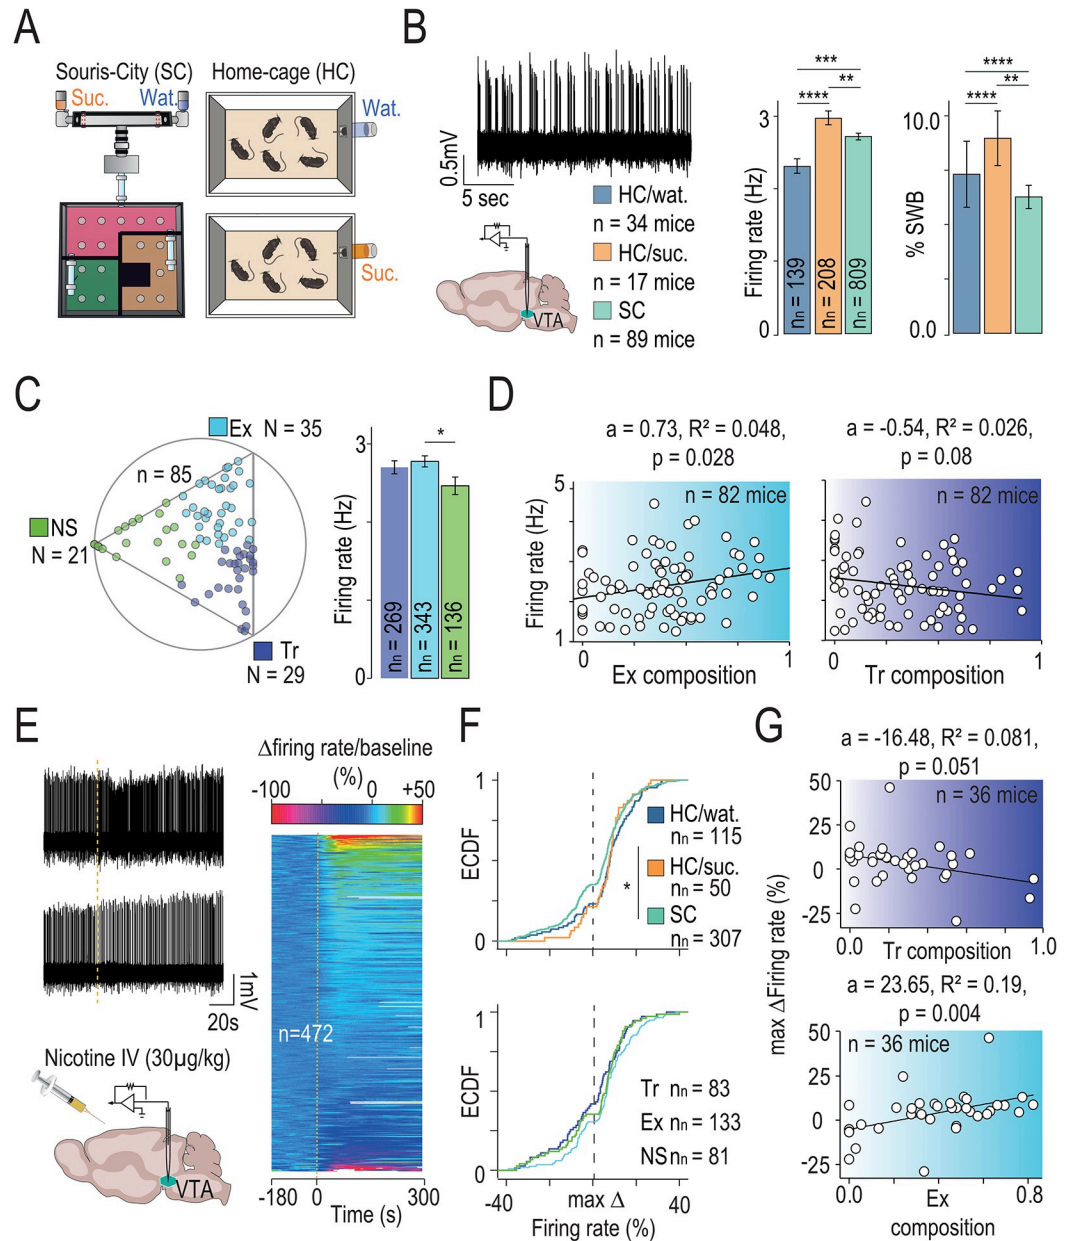 A
Souris-City (SC)
Suc.
Wat.
Home-cage (HC)
Wat.
Suc.
B
0.5mV
5 sec
VTA
HC/wat.
n = 34 mice
HC/suc.
n = 17 mice
SC
n = 89 mice
Firing rate (Hz)
3
0
***
**
****
nn = 139
nn = 208
nn = 809
% SWB
10.0
0.0
****
**
****
C
Ex N = 35
n = 85
NS
N = 21
Tr
N = 29
Firing rate (Hz)
3
0
*
nn = 269
nn = 343
nn = 136
D
a = 0.73, R² = 0.048,
p = 0.028
n = 82 mice
Firing rate (Hz)
5
1
0
1
Ex composition
a = -0.54, R² = 0.026,
p = 0.08
n = 82 mice
0
1
Tr composition
E
1mV
20s
Nicotine IV (30µg/kg)
VTA
Δfiring rate/baseline
(%)
-100
0
+50
n=472
-180
0
300
Time (s)
F
ECDF
1
0
HC/wat.
nn = 115
HC/suc.
nn = 50
*
SC
nn = 307
ECDF
1
0
Tr nn = 83
Ex nn = 133
NS nn = 81
-40
max Δ
40
Firing rate (%)
G
a = -16.48, R² = 0.081,
p = 0.051
n = 36 mice
50
25
0
-25
0.0
1.0
Tr composition
max ΔFiring rate (%)
a = 23.65, R² = 0.19,
p = 0.004
n = 36 mice
50
25
0
-25
0.0
0.8
Ex
composition